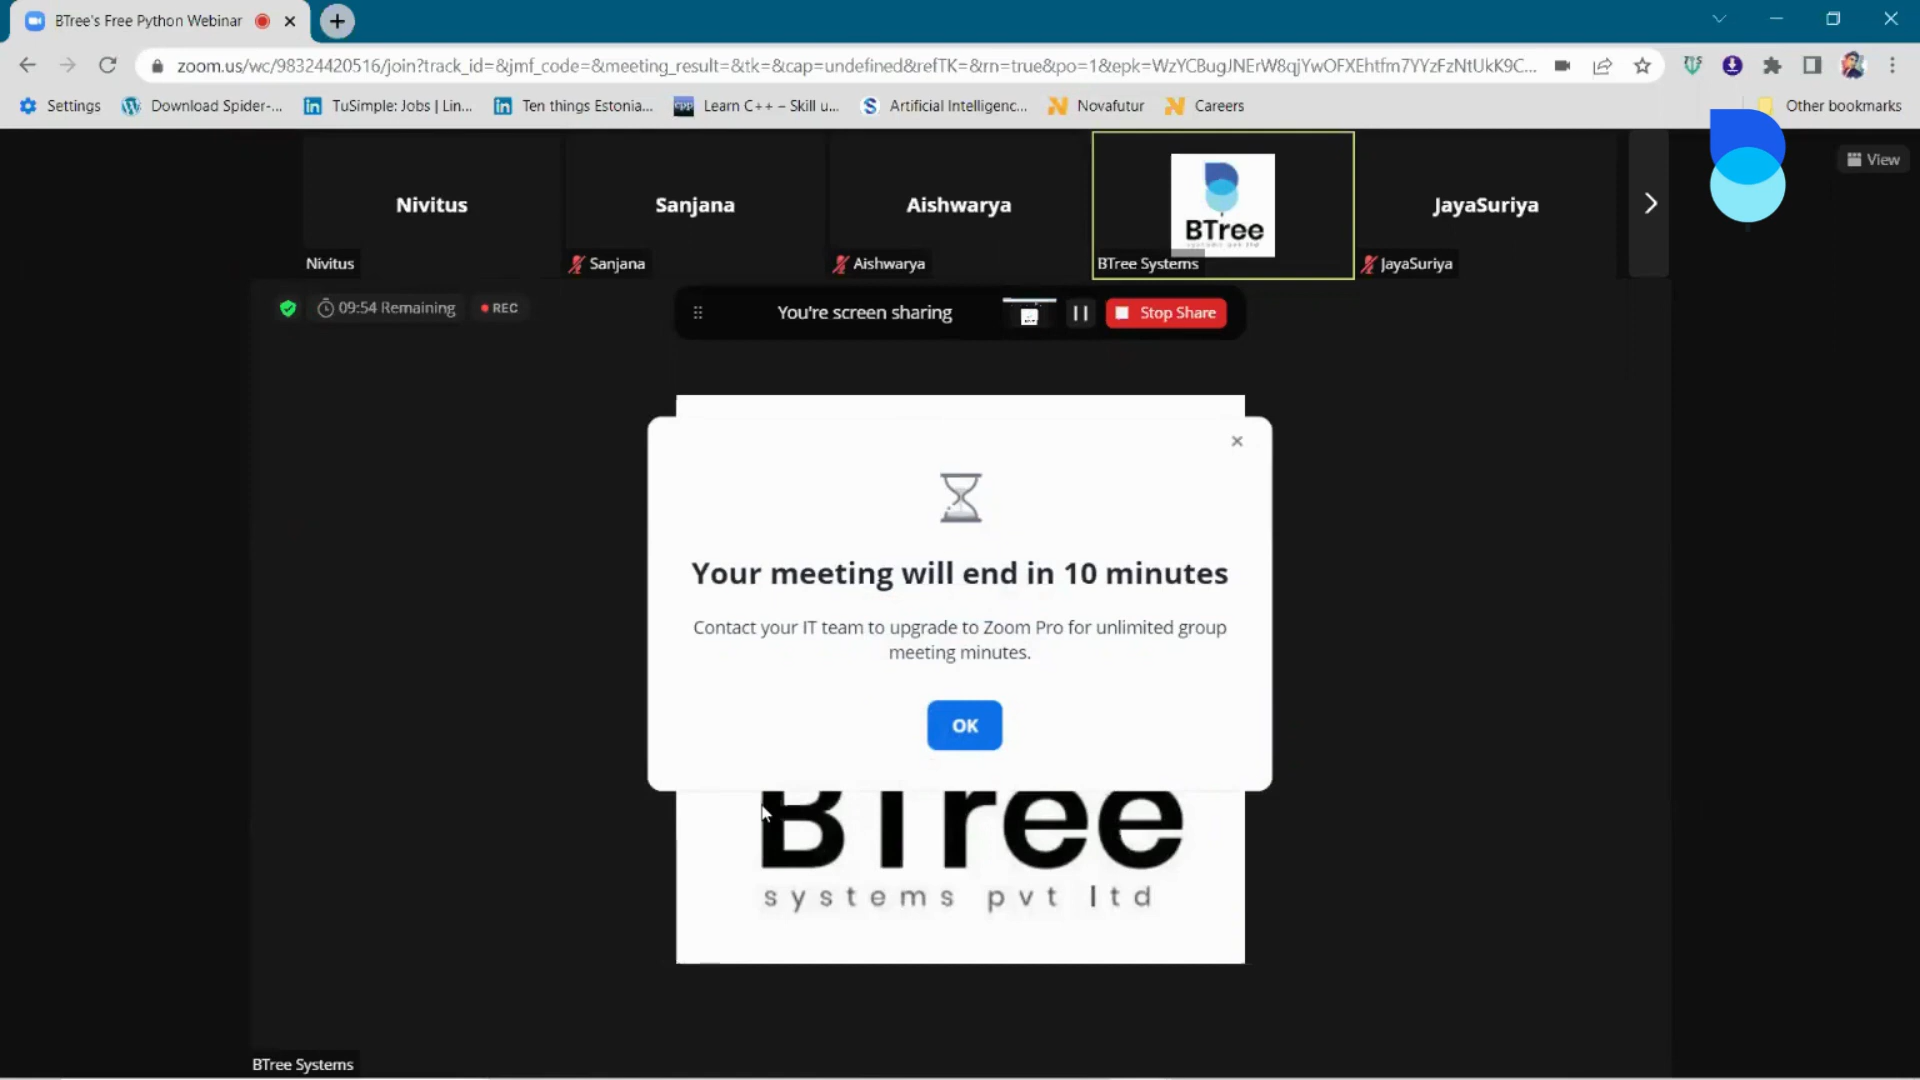 BTree's Free Python Webinar
zoom.us/wc/98324420516/join?track_id=&jmf_code=&meeting_result=&tk=&cap=undefined&refTK=&rn=true&po=1&epk=WzYCBugJNErW8qjYwOFXEhtfm7YYzFzNtUkK9C...
Settings Download Spider-... TuSimple: Jobs | Lin... Ten things Estonia... Learn C++ – Skill u... Artificial Intelligenc... Novafutur Careers Other bookmarks
View
Nivitus Sanjana Aishwarya BTree JayaSuriya
systems pvt ltd
Nivitus Sanjana Aishwarya BTree Systems JayaSuriya
09:54 Remaining REC You're screen sharing Stop Share
Your meeting will end in 10 minutes
Contact your IT team to upgrade to Zoom Pro for unlimited group
meeting minutes.
OK
BTree
systems pvt ltd
BTree Systems